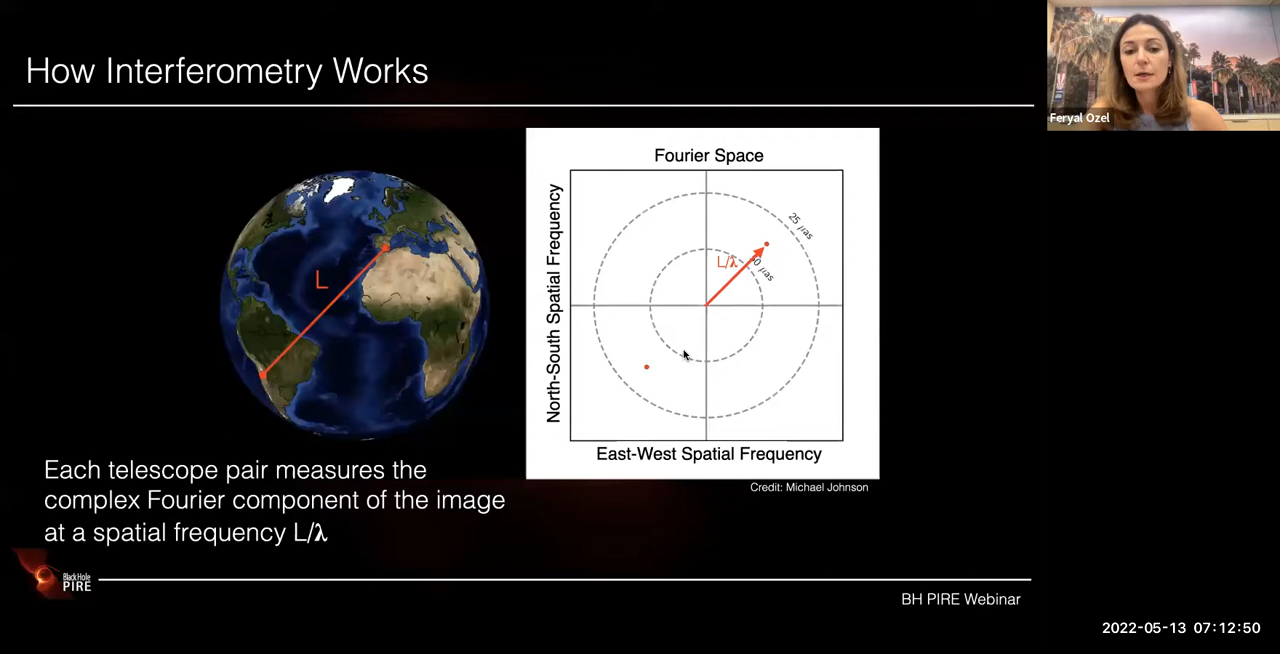 How Interferometry Works
Feryal Ozel
Fourier Space
North-South Spatial Frequency
25 μas
L/λ
μas
L
East-West Spatial Frequency
Credit: Michael Johnson
Each telescope pair measures the
complex Fourier component of the image
at a spatial frequency L/λ
Black Hole
PIRE
BH PIRE Webinar
2022-05-13 07:12:50